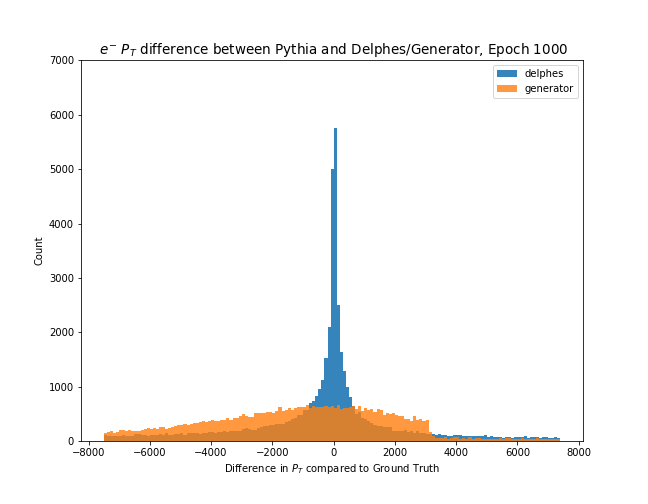 e⁻ P_T difference between Pythia and Delphes/Generator, Epoch 1000
delphes
generator
7000
6000
5000
4000
3000
2000
1000
0
Count
−8000 −6000 −4000 −2000 0 2000 4000 6000 8000
Difference in P_T compared to Ground Truth